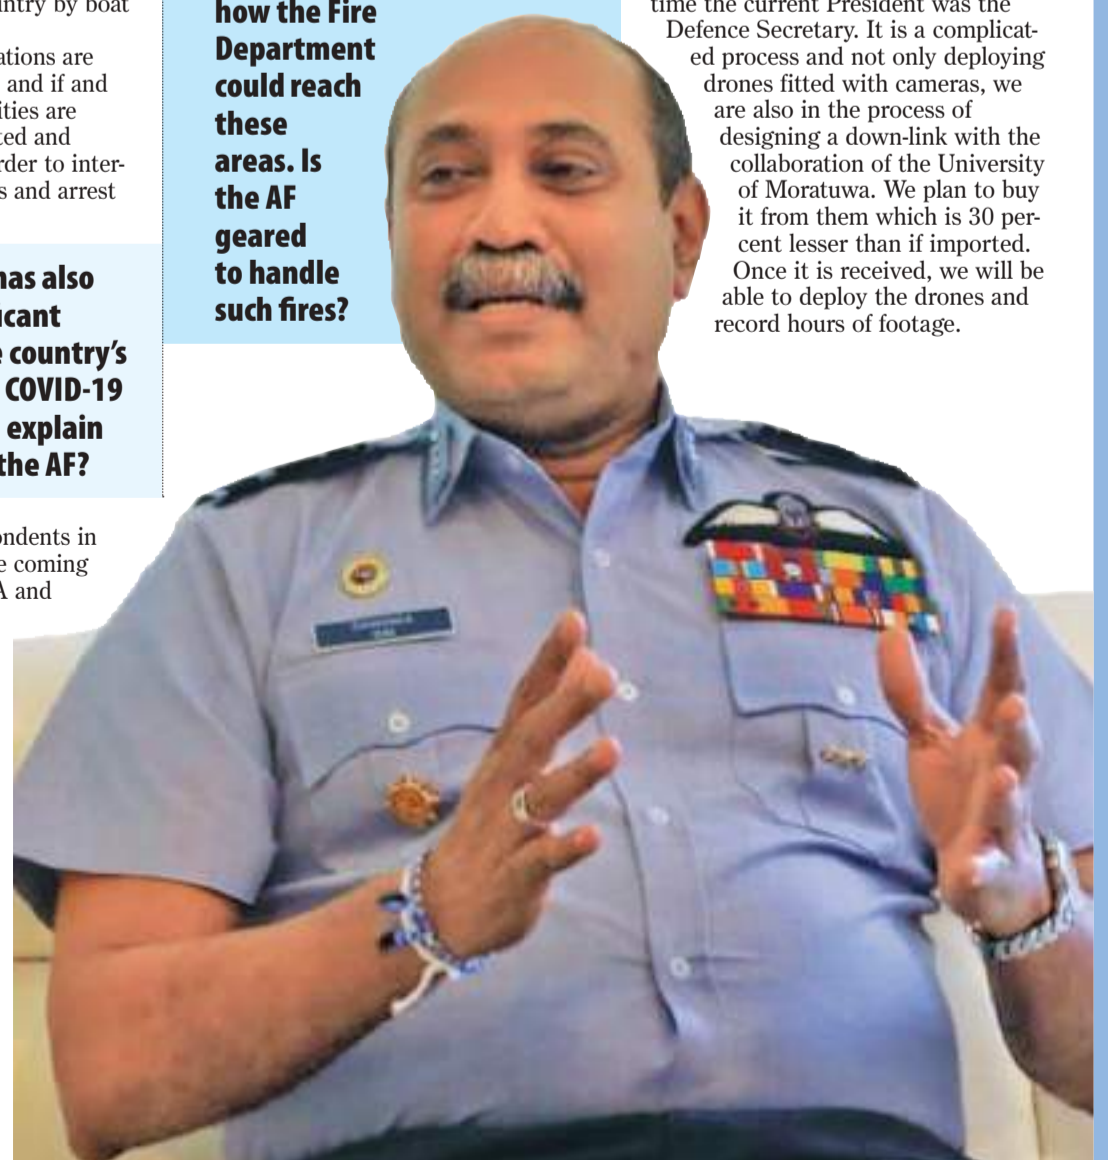 ntry by boat
ations are
and if and
ities are
ted and
rder to inter-
s and arrest
has also
icant
e country's
COVID-19
explain
the AF?
ondents in
e coming
A and
how the Fire
Department
could reach
these
areas. Is
the AF
geared
to handle
such fires?
time the current President was the
Defence Secretary. It is a complicat-
ed process and not only deploying
drones fitted with cameras, we
are also in the process of
designing a down-link with the
collaboration of the University
of Moratuwa. We plan to buy
it from them which is 30 per-
cent lesser than if imported.
Once it is received, we will be
able to deploy the drones and
record hours of footage.